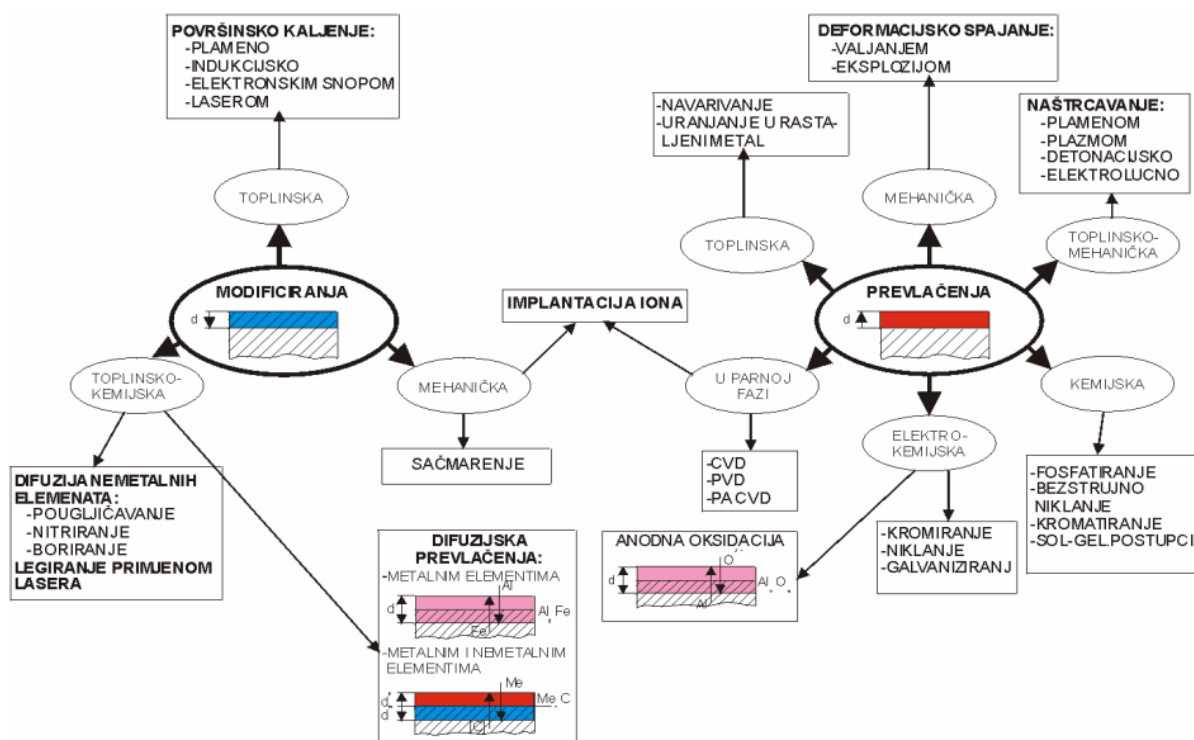 POVRŠINSKO KALJENJE:
-PLAMENO
-INDUKCIJSKO
-ELEKTRONSKIM SNOPOM
-LASEROM
TOPLINSKA
MODIFICIRANJA
d
TOPLINSKO-
KEMIJSKA
MEHANIČKA
DIFUZIJA NEMETALNIH
ELEMENATA:
-POUGLJIČAVANJE
-NITRIRANJE
-BORIRANJE
LEGIRANJE PRIMJENOM
LASERA
SAČMARENJE
IMPLANTACIJA IONA
DIFUZIJSKA
PREVLAČENJA:
-METALNIM ELEMENTIMA
Al
d
Al Fe
Fe
-METALNIM I NEMETALNIM
ELEMENTIMA
Me
d
Me C
d
C
DEFORMACIJSKO SPAJANJE:
-VALJANJEM
-EKSPLOZIJOM
-NAVARIVANJE
-URANJANJE U RASTA-
LJENI METAL
NAŠTRCAVANJE:
-PLAMENOM
-PLAZMOM
-DETONACIJSKO
-ELEKTROLUCNO
MEHANIČKA
TOPLINSKA
TOPLINSKO-
MEHANIČKA
PREVLAČENJA
d
U PARNOJ
FAZI
KEMIJSKA
ELEKTRO-
KEMIJSKA
-CVD
-PVD
-PACVD
-FOSFATIRANJE
-BEZSTRUJNO
NIKLANJE
-KROMATIRANJE
-SOL-GEL.POSTUPCI
-KROMIRANJE
-NIKLANJE
-GALVANIZIRANJ
ANODNA OKSIDACIJA
O
d
Al O
Al